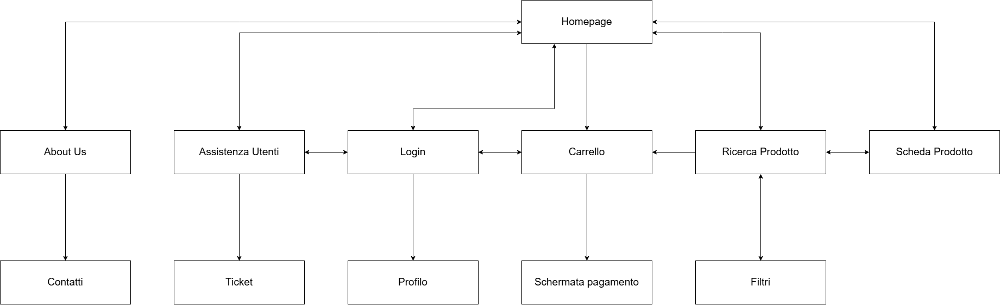 Homepage
About Us
Assistenza Utenti
Login
Carrello
Ricerca Prodotto
Scheda Prodotto
Contatti
Ticket
Profilo
Schermata pagamento
Filtri